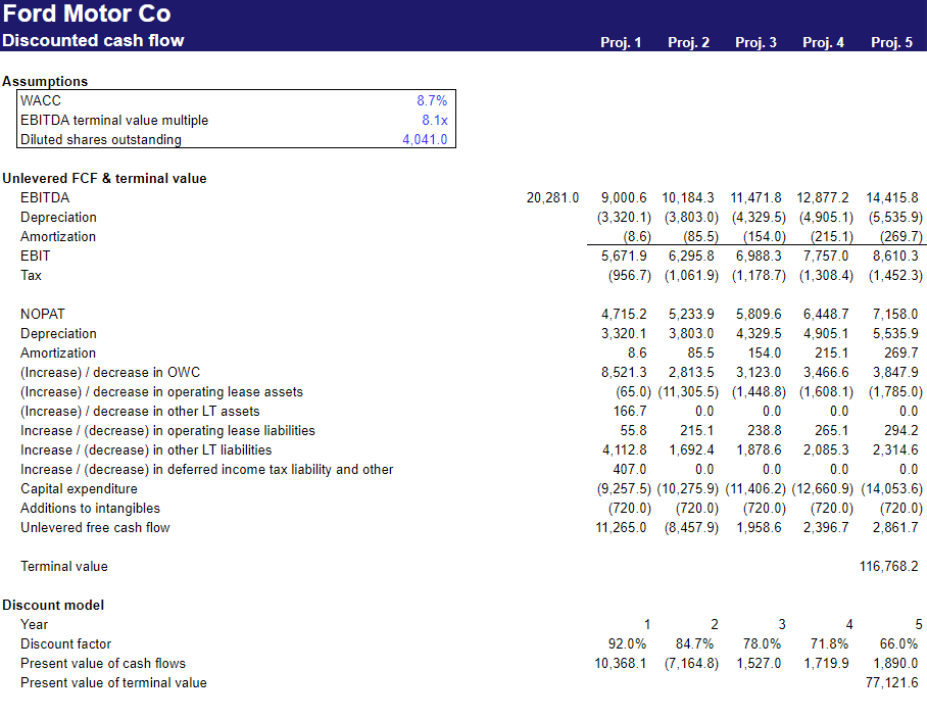 Ford Motor Co
Discounted cash flow Proj. 1 Proj. 2 Proj. 3 Proj. 4 Proj. 5
Assumptions
WACC 8.7%
EBITDA terminal value multiple 8.1x
Diluted shares outstanding 4,041.0
Unlevered FCF & terminal value
EBITDA 20,281.0 9,000.6 10,184.3 11,471.8 12,877.2 14,415.8
Depreciation (3,320.1) (3,803.0) (4,329.5) (4,905.1) (5,535.9)
Amortization (8.6) (85.5) (154.0) (215.1) (269.7)
EBIT 5,671.9 6,295.8 6,988.3 7,757.0 8,610.3
Tax (956.7) (1,061.9) (1,178.7) (1,308.4) (1,452.3)
NOPAT 4,715.2 5,233.9 5,809.6 6,448.7 7,158.0
Depreciation 3,320.1 3,803.0 4,329.5 4,905.1 5,535.9
Amortization 8.6 85.5 154.0 215.1 269.7
(Increase) / decrease in OWC 8,521.3 2,813.5 3,123.0 3,466.6 3,847.9
(Increase) / decrease in operating lease assets (65.0) (11,305.5) (1,448.8) (1,608.1) (1,785.0)
(Increase) / decrease in other LT assets 166.7 0.0 0.0 0.0 0.0
Increase / (decrease) in operating lease liabilities 55.8 215.1 238.8 265.1 294.2
Increase / (decrease) in other LT liabilities 4,112.8 1,692.4 1,878.6 2,085.3 2,314.6
Increase / (decrease) in deferred income tax liability and other 407.0 0.0 0.0 0.0 0.0
Capital expenditure (9,257.5) (10,275.9) (11,406.2) (12,660.9) (14,053.6)
Additions to intangibles (720.0) (720.0) (720.0) (720.0) (720.0)
Unlevered free cash flow 11,265.0 (8,457.9) 1,958.6 2,396.7 2,861.7
Terminal value 116,768.2
Discount model
Year 1 2 3 4 5
Discount factor 92.0% 84.7% 78.0% 71.8% 66.0%
Present value of cash flows 10,368.1 (7,164.8) 1,527.0 1,719.9 1,890.0
Present value of terminal value 77,121.6